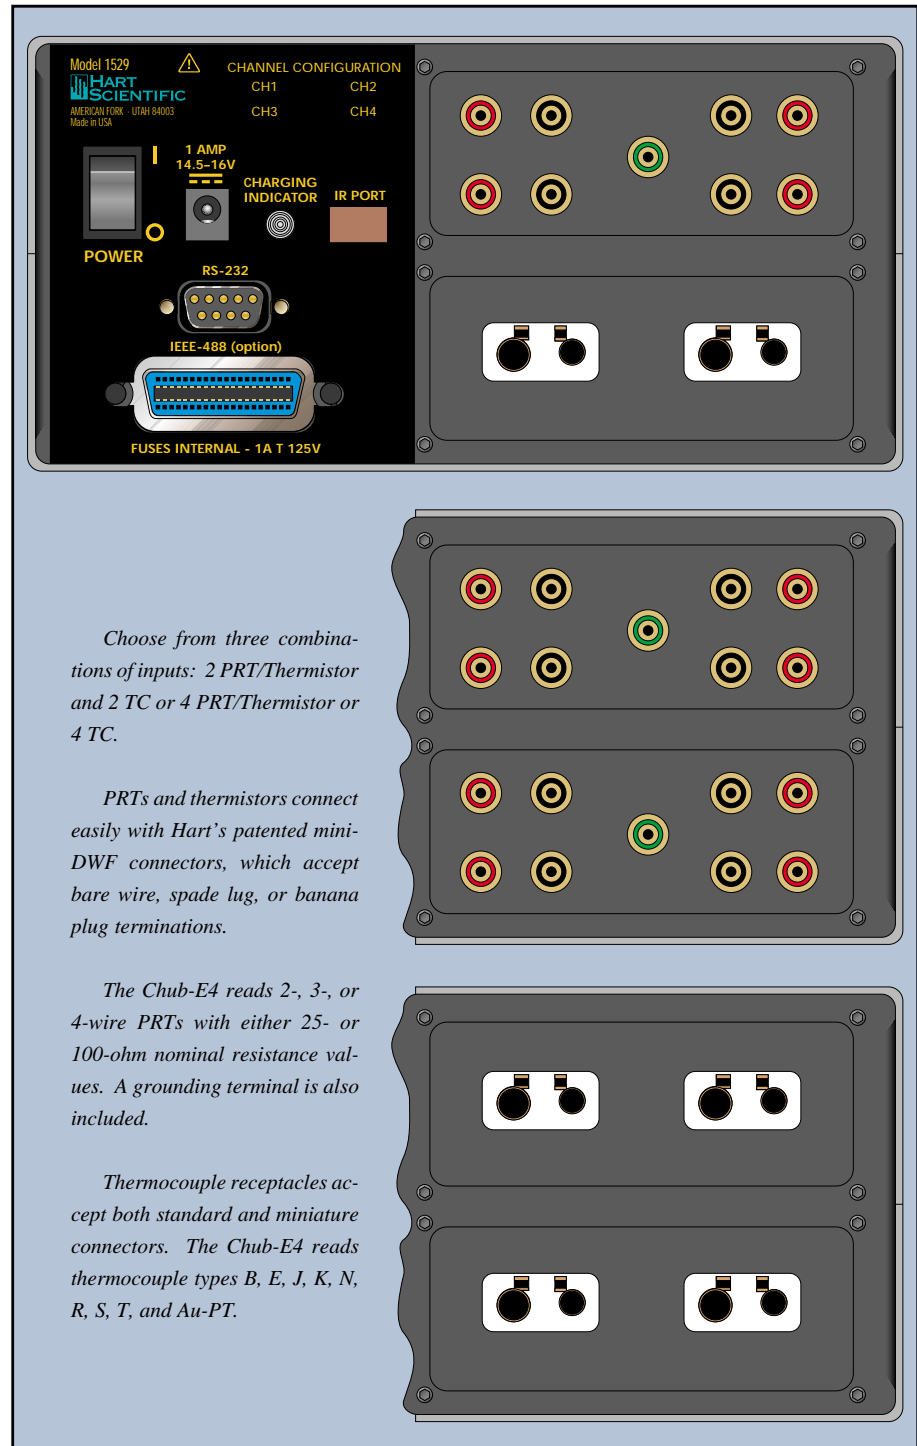 Model 1529
HART
SCIENTIFIC
AMERICAN FORK · UTAH 84003
Made in USA
CHANNEL CONFIGURATION
CH1 CH2
CH3 CH4
1 AMP
14.5–16V
CHARGING
INDICATOR
IR PORT
POWER
RS-232
IEEE-488 (option)
FUSES INTERNAL - 1A T 125V
Choose from three combina-
tions of inputs: 2 PRT/Thermistor
and 2 TC or 4 PRT/Thermistor or
4 TC.
PRTs and thermistors connect
easily with Hart's patented mini-
DWF connectors, which accept
bare wire, spade lug, or banana
plug terminations.
The Chub-E4 reads 2-, 3-, or
4-wire PRTs with either 25- or
100-ohm nominal resistance val-
ues. A grounding terminal is also
included.
Thermocouple receptacles ac-
cept both standard and miniature
connectors. The Chub-E4 reads
thermocouple types B, E, J, K, N,
R, S, T, and Au-PT.